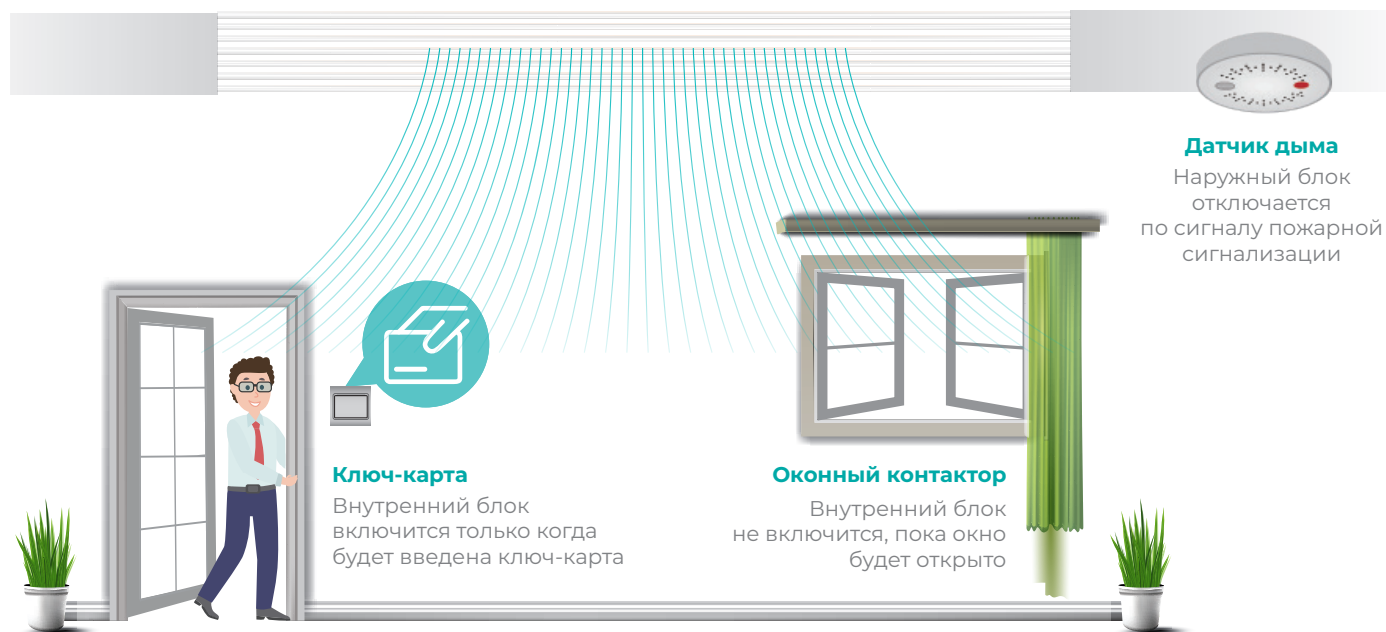 Датчик дыма
Наружный блок
отключается
по сигналу пожарной
сигнализации
Ключ-карта
Внутренний блок
включится только когда
будет введена ключ-карта
Оконный контактор
Внутренний блок
не включится, пока окно
будет открыто